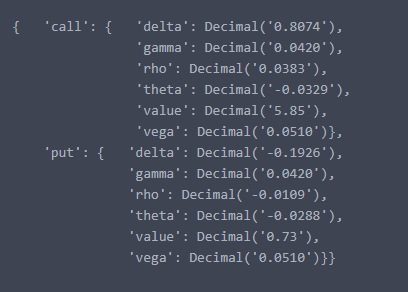 {   'call': {   'delta': Decimal('0.8074'),
                'gamma': Decimal('0.0420'),
                'rho': Decimal('0.0383'),
                'theta': Decimal('-0.0329'),
                'value': Decimal('5.85'),
                'vega': Decimal('0.0510')},
    'put': {   'delta': Decimal('-0.1926'),
               'gamma': Decimal('0.0420'),
               'rho': Decimal('-0.0109'),
               'theta': Decimal('-0.0288'),
               'value': Decimal('0.73'),
               'vega': Decimal('0.0510')}}